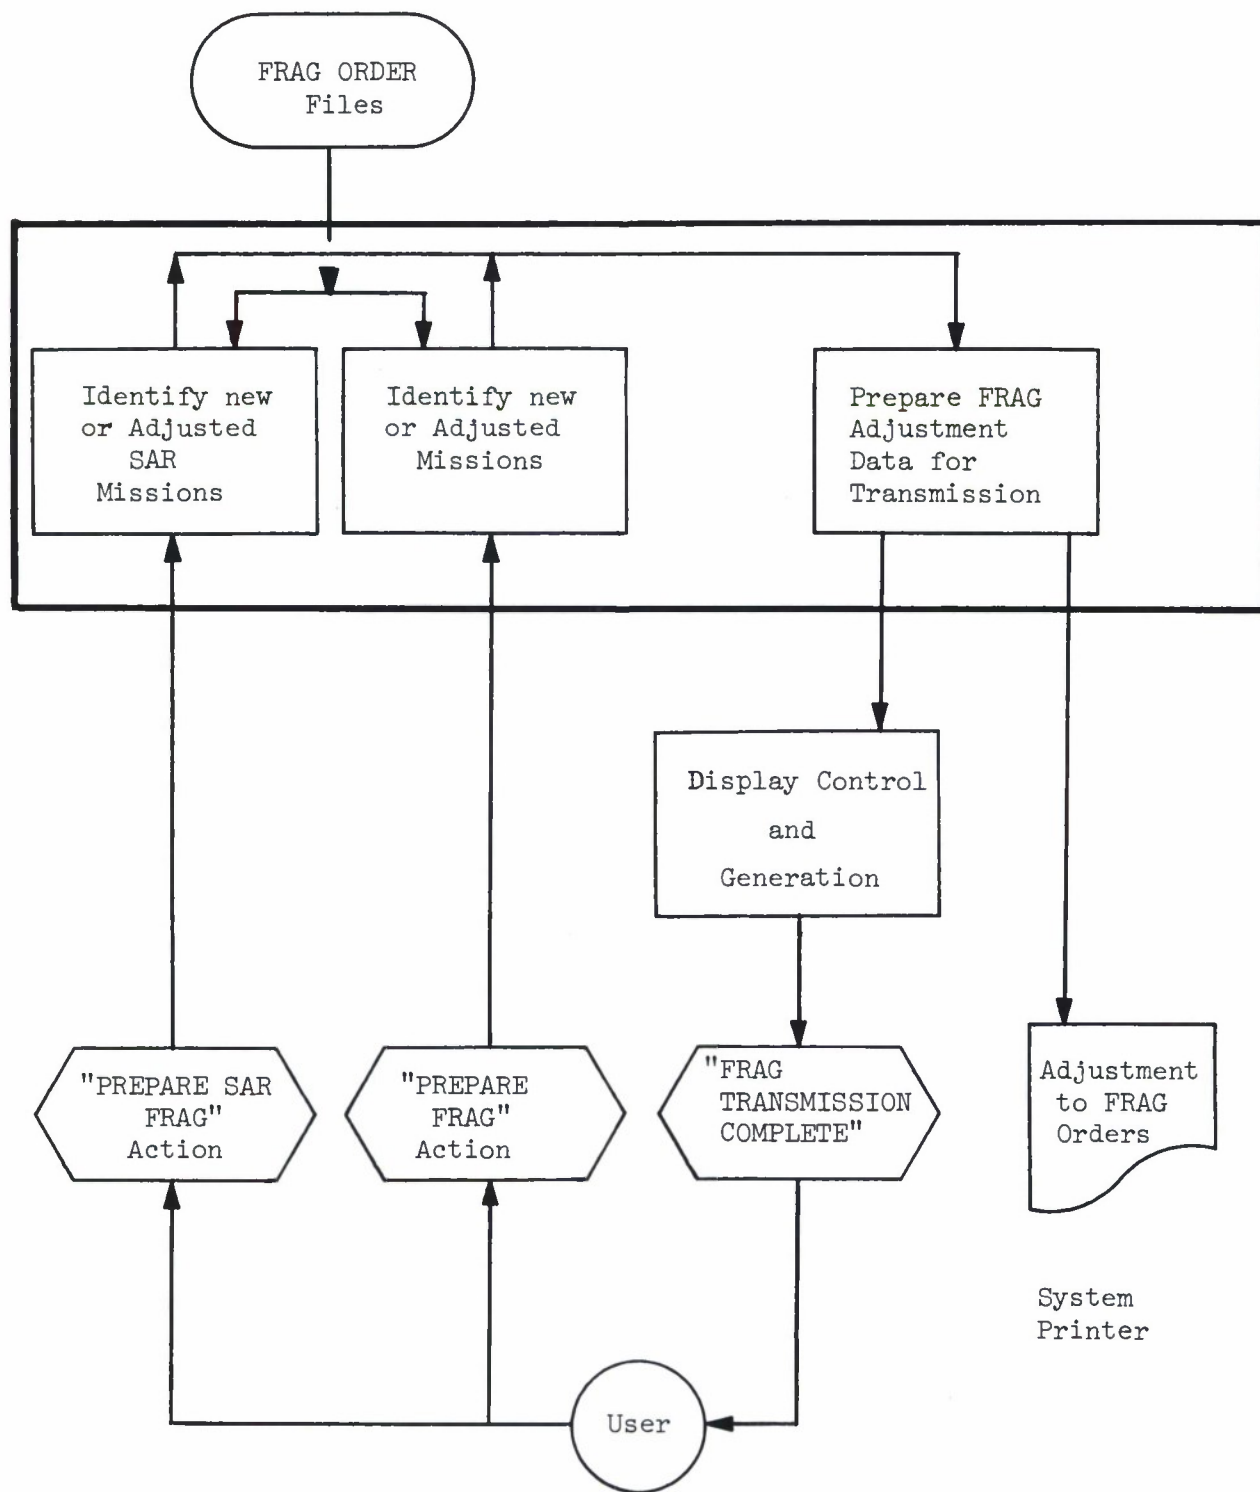 FRAG ORDER
Files
Identify new
or Adjusted
SAR
Missions
Identify new
or Adjusted
Missions
Prepare FRAG
Adjustment
Data for
Transmission
Display Control
and
Generation
"PREPARE SAR
FRAG"
Action
"PREPARE
FRAG"
Action
"FRAG
TRANSMISSION
COMPLETE"
Adjustment
to FRAG
Orders
System
Printer
User